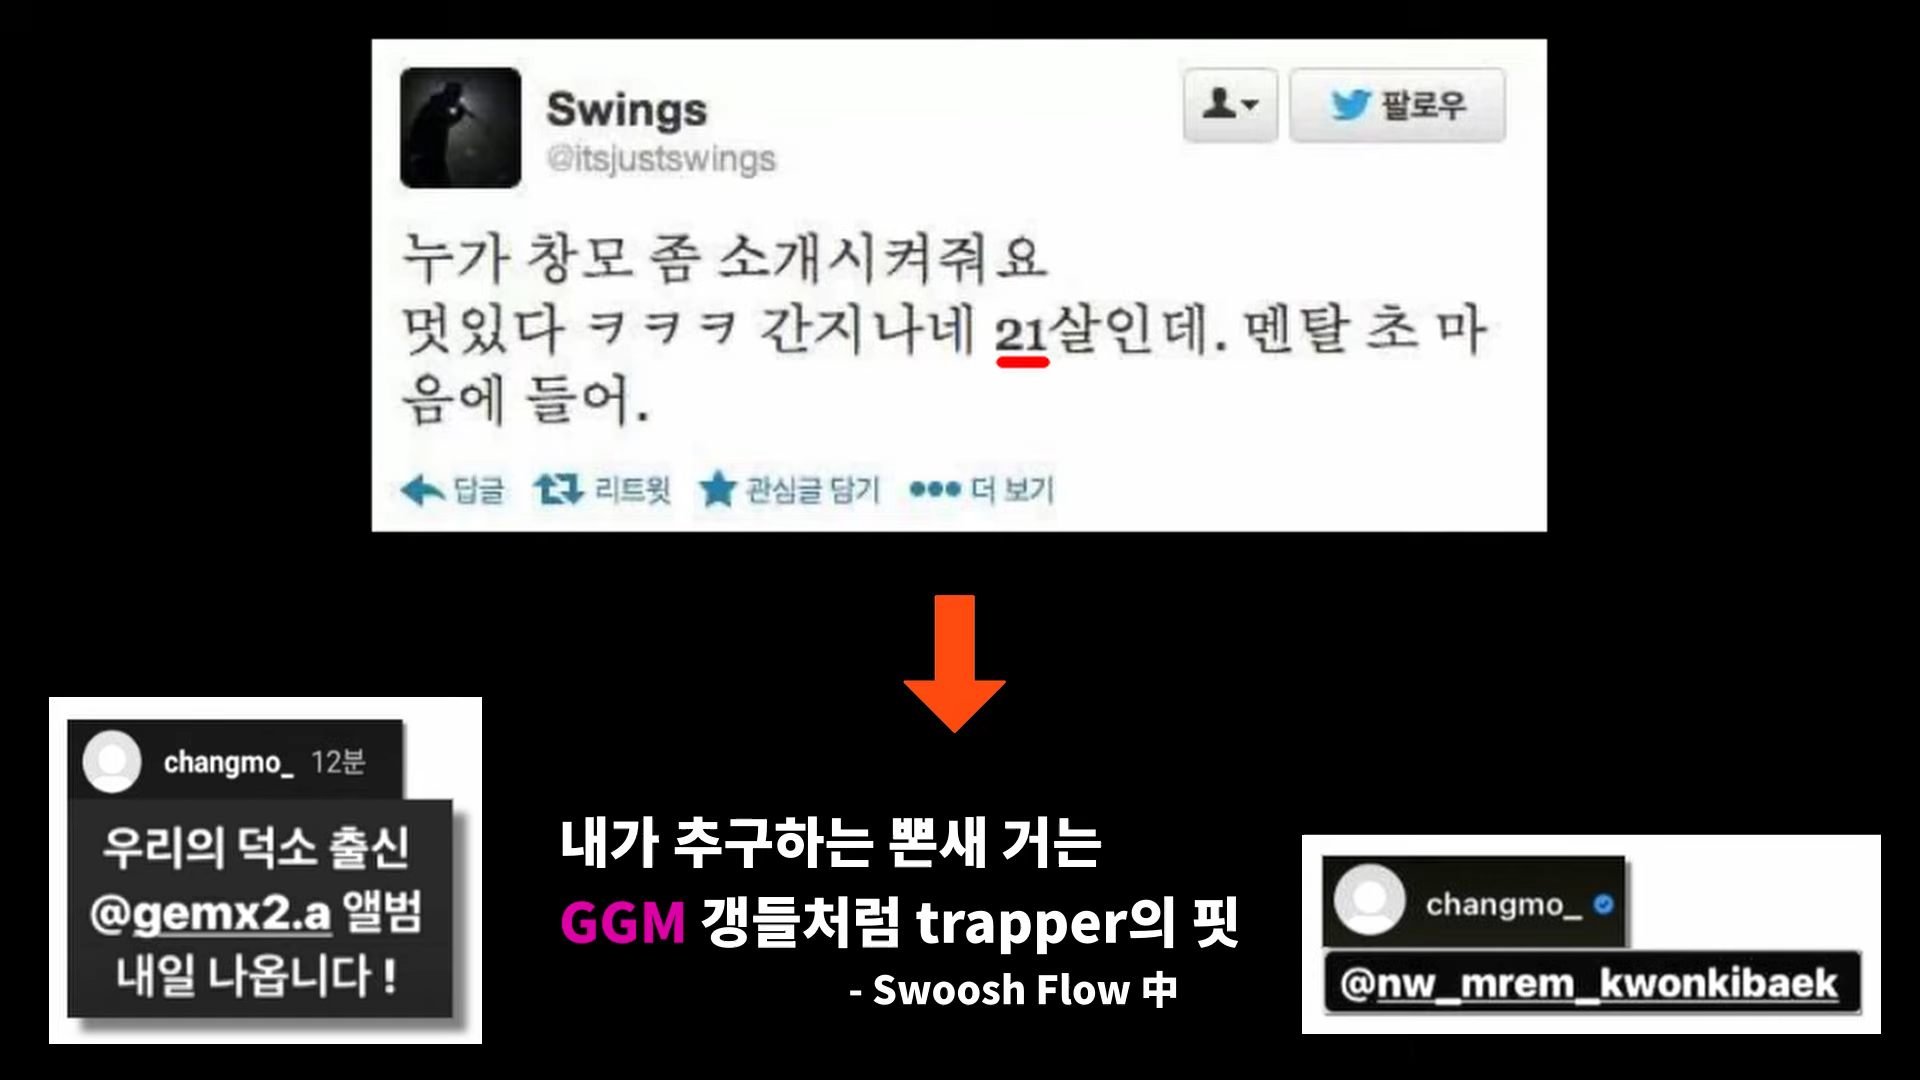 Swings
@itsjustswings
팔로우
누가 창모 좀 소개시켜줘요
멋있다 ㅋㅋㅋ 간지나네 21살인데. 멘탈 초 마
음에 들어.
답글 리트윗 관심글 담기 더 보기
changmo_ 12분
우리의 덕소 출신
@gemx2.a 앨범
내일 나옵니다 !
내가 추구하는 뽄새 거는
GGM 갱들처럼 trapper의 핏
- Swoosh Flow 中
changmo_
@nw_mrem_kwonkibaek